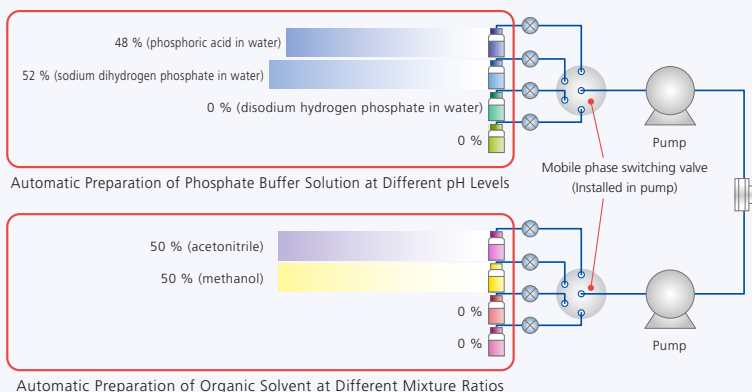 48 % (phosphoric acid in water)
52 % (sodium dihydrogen phosphate in water)
0 % (disodium hydrogen phosphate in water)
0 %
Automatic Preparation of Phosphate Buffer Solution at Different pH Levels
Pump
Mobile phase switching valve
(Installed in pump)
50 % (acetonitrile)
50 % (methanol)
0 %
0 %
Pump
Automatic Preparation of Organic Solvent at Different Mixture Ratios